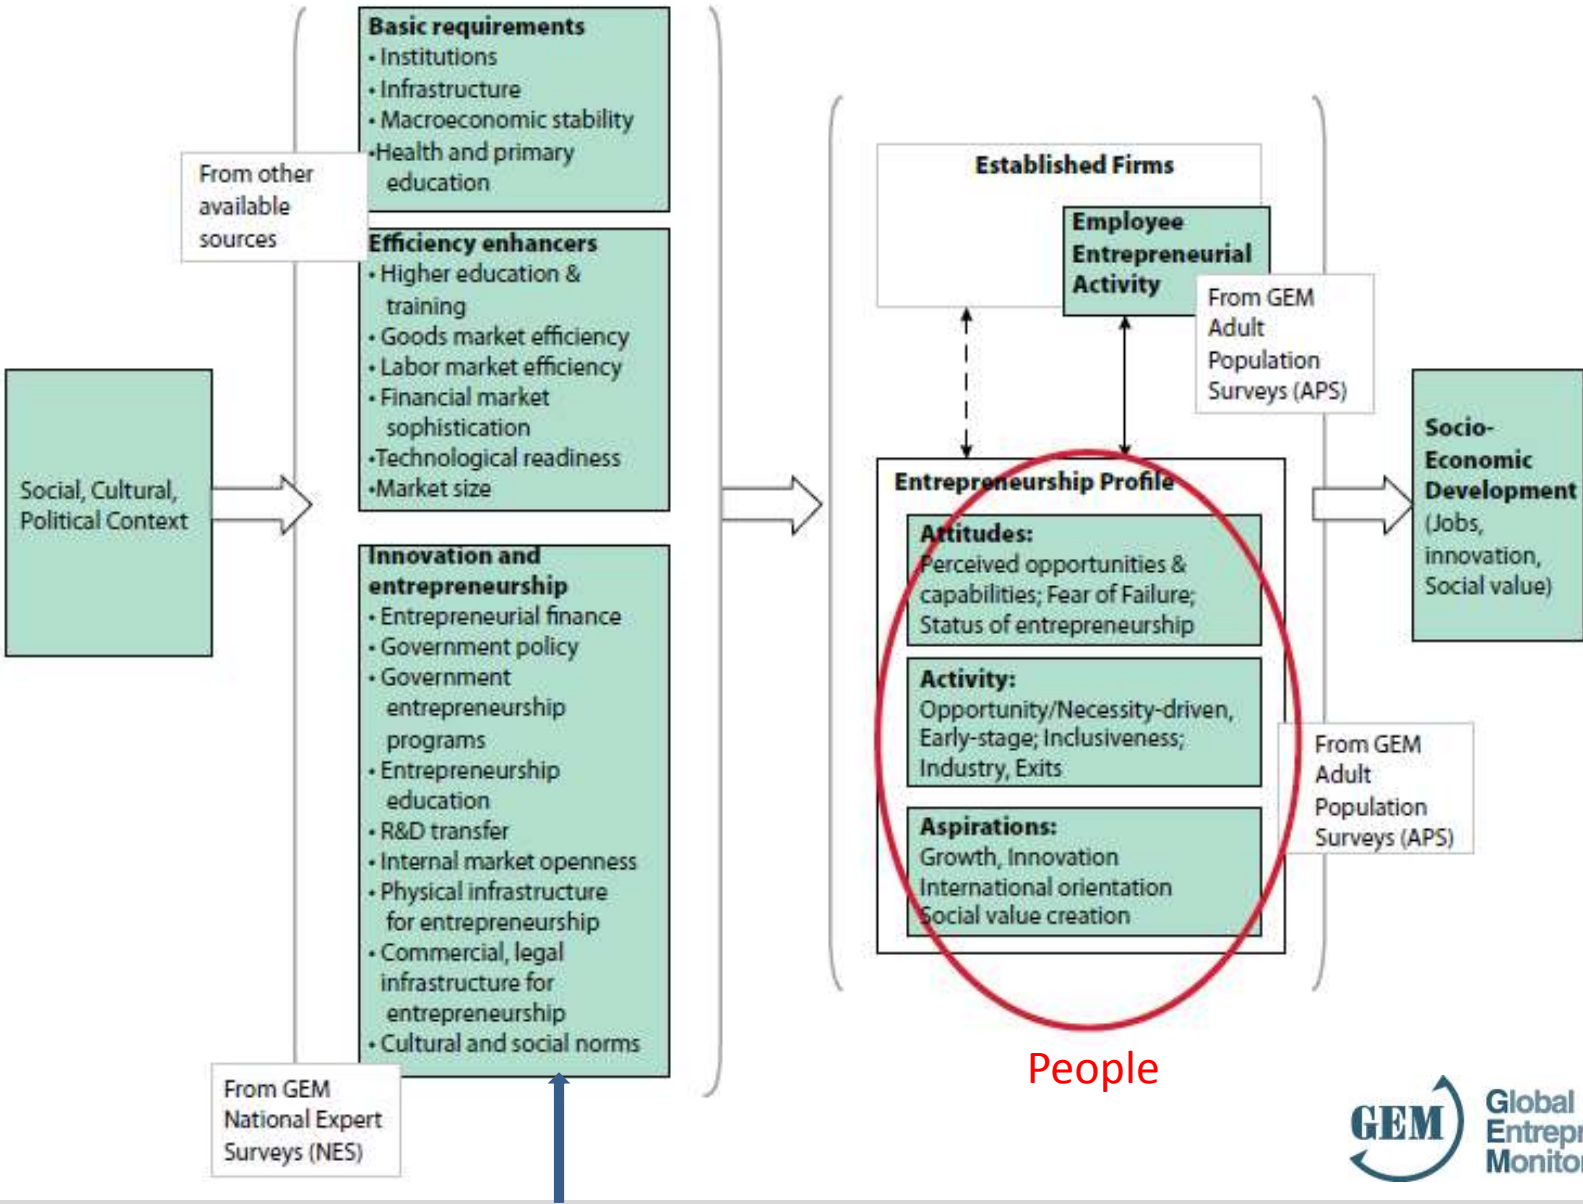 Social, Cultural,
Political Context
From other
available
sources
Basic requirements
• Institutions
• Infrastructure
• Macroeconomic stability
•Health and primary
education
Efficiency enhancers
• Higher education &
training
• Goods market efficiency
• Labor market efficiency
• Financial market
sophistication
•Technological readiness
•Market size
Innovation and
entrepreneurship
• Entrepreneurial finance
• Government policy
• Government
entrepreneurship
programs
• Entrepreneurship
education
• R&D transfer
• Internal market openness
• Physical infrastructure
for entrepreneurship
• Commercial, legal
infrastructure for
entrepreneurship
• Cultural and social norms
From GEM
National Expert
Surveys (NES)
Established Firms
Employee
Entrepreneurial
Activity
From GEM
Adult
Population
Surveys (APS)
Entrepreneurship Profile
Attitudes:
Perceived opportunities &
capabilities; Fear of Failure;
Status of entrepreneurship
Activity:
Opportunity/Necessity-driven,
Early-stage; Inclusiveness;
Industry, Exits
Aspirations:
Growth, Innovation
International orientation
Social value creation
From GEM
Adult
Population
Surveys (APS)
People
Socio-
Economic
Development
(Jobs,
innovation,
Social value)
GEM
Global
Entrepr
Monito